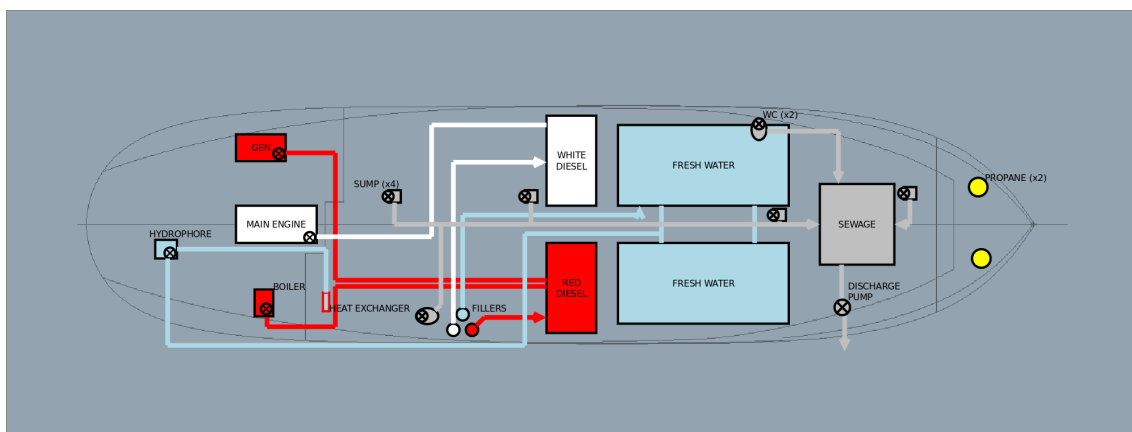 WC (x2)
GEN
WHITE
DIESEL
FRESH WATER
SUMP (x4)
PROPANE (x2)
MAIN ENGINE
SEWAGE
HYDROPHORE
BOILER
RED
DIESEL
FRESH WATER
DISCHARGE
PUMP
HEAT EXCHANGER
FILLERS